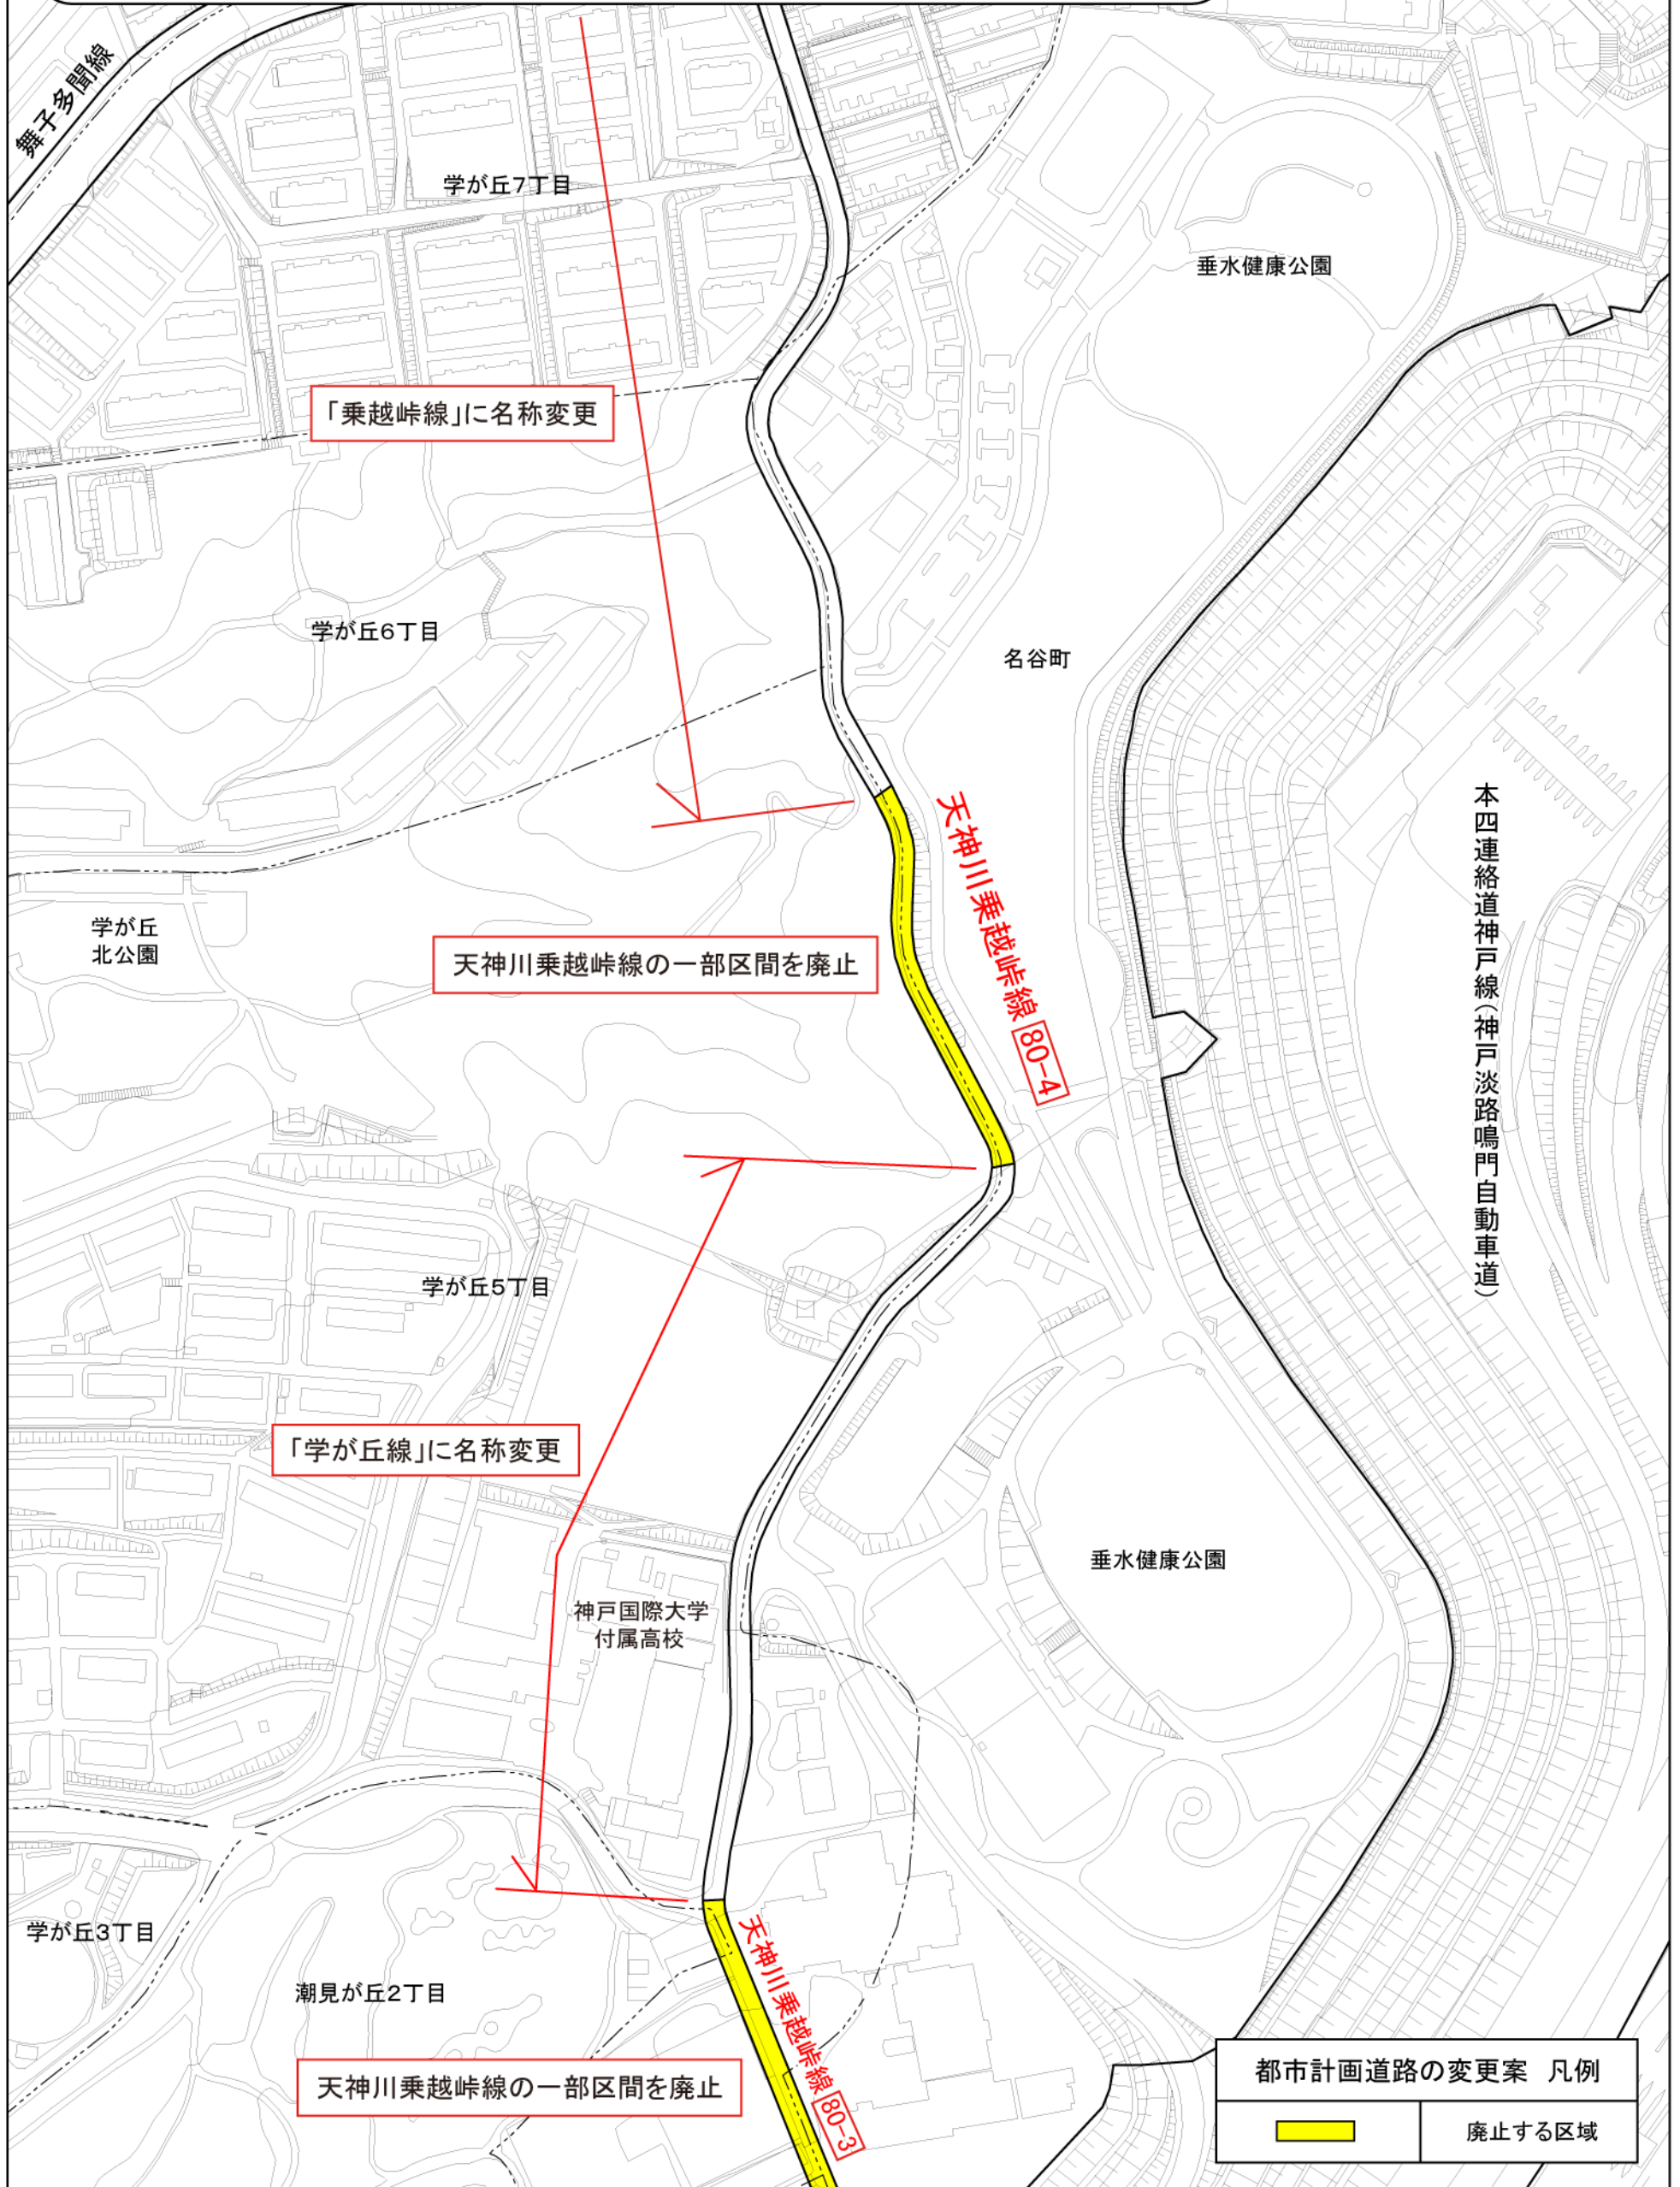 舞子多聞線
学が丘7丁目
垂水健康公園
「乗越峠線」に名称変更
学が丘6丁目
名谷町
本四連絡道神戸線(神戸淡路鳴門自動車道)
天神川乗越峠線 80-4
学が丘
北公園
天神川乗越峠線の一部区間を廃止
学が丘5丁目
「学が丘線」に名称変更
垂水健康公園
神戸国際大学
付属高校
学が丘3丁目
潮見が丘2丁目
天神川乗越峠線 80-3
天神川乗越峠線の一部区間を廃止
都市計画道路の変更案 凡例
廃止する区域